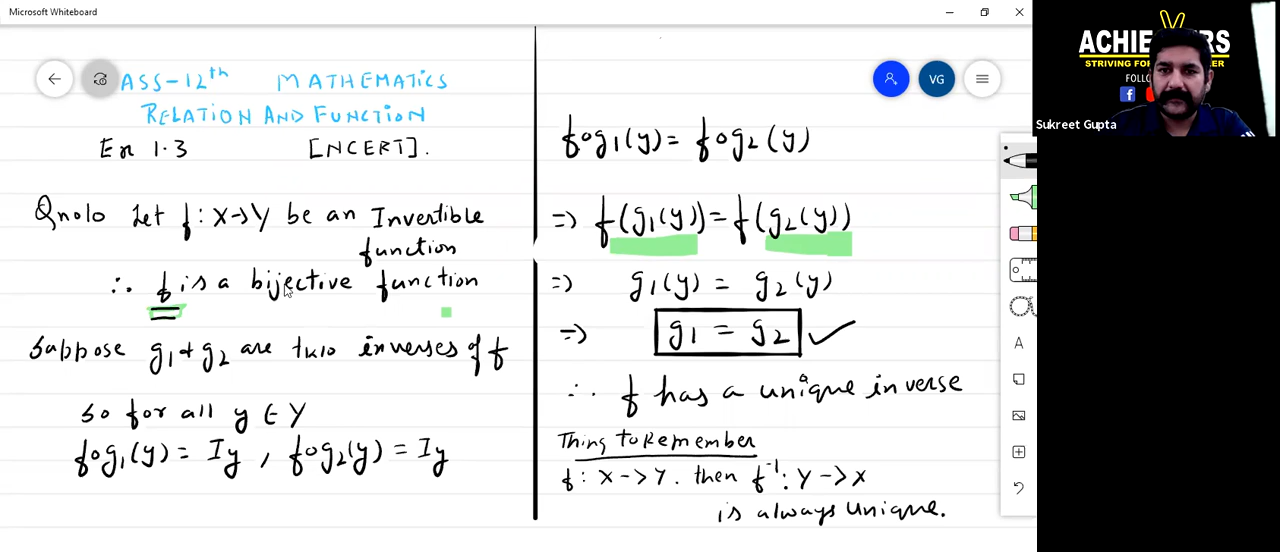 Microsoft Whiteboard
ASS-12th MATHEMATICS
RELATION AND FUNCTION
Ex 1.3 [NCERT].
Qno10 Let f : X→Y be an Invertible
function
∴ f is a bijective function
Suppose g1 + g2 are two inverses of f
so for all y ∈ Y
fog1(y) = Iy , fog2(y) = Iy
fog1(y) = fog2(y)
=> f(g1(y)) = f(g2(y))
=> g1(y) = g2(y)
=> g1 = g2 ✓
∴ f has a unique inverse
Thing to Remember
f : X -> Y . then f⁻¹ : Y -> X
is always unique.
VG
STRIVING FOR
FOLL
Sukreet Gupta